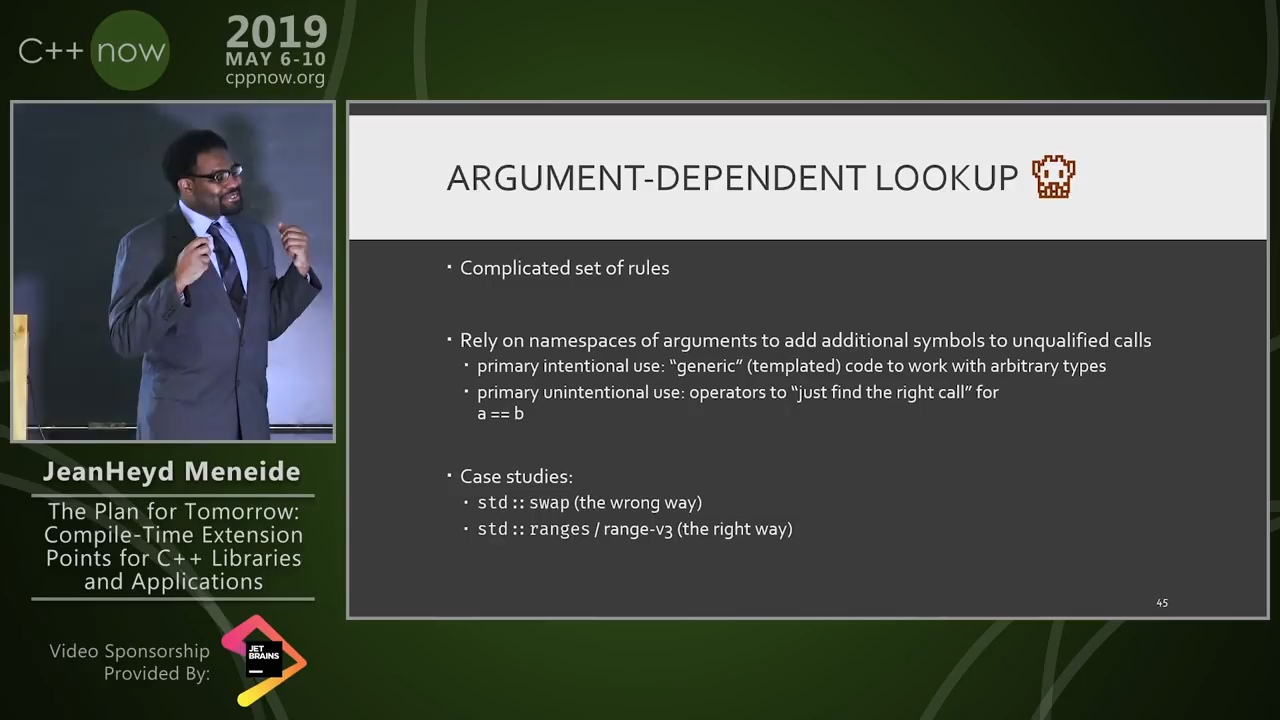 C++ now
2019
MAY 6-10
cppnow.org
ARGUMENT-DEPENDENT LOOKUP
▪ Complicated set of rules
▪ Rely on namespaces of arguments to add additional symbols to unqualified calls
▪ primary intentional use: “generic” (templated) code to work with arbitrary types
▪ primary unintentional use: operators to “just find the right call” for
a == b
▪ Case studies:
▪ std::swap (the wrong way)
▪ std::ranges / range-v3 (the right way)
45
JeanHeyd Meneide
The Plan for Tomorrow:
Compile-Time Extension
Points for C++ Libraries
and Applications
Video Sponsorship
Provided By:
JET
BRAINS